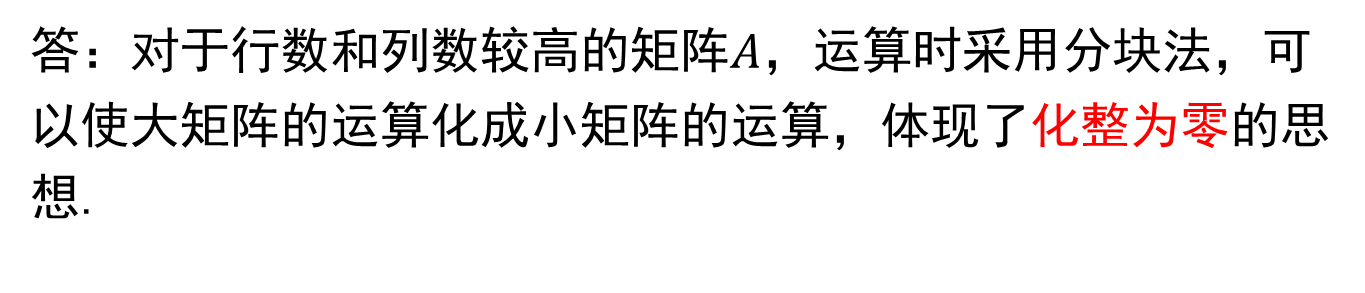 答：对于行数和列数较高的矩阵A，运算时采用分块法，可
以使大矩阵的运算化成小矩阵的运算，体现了化整为零的思
想.